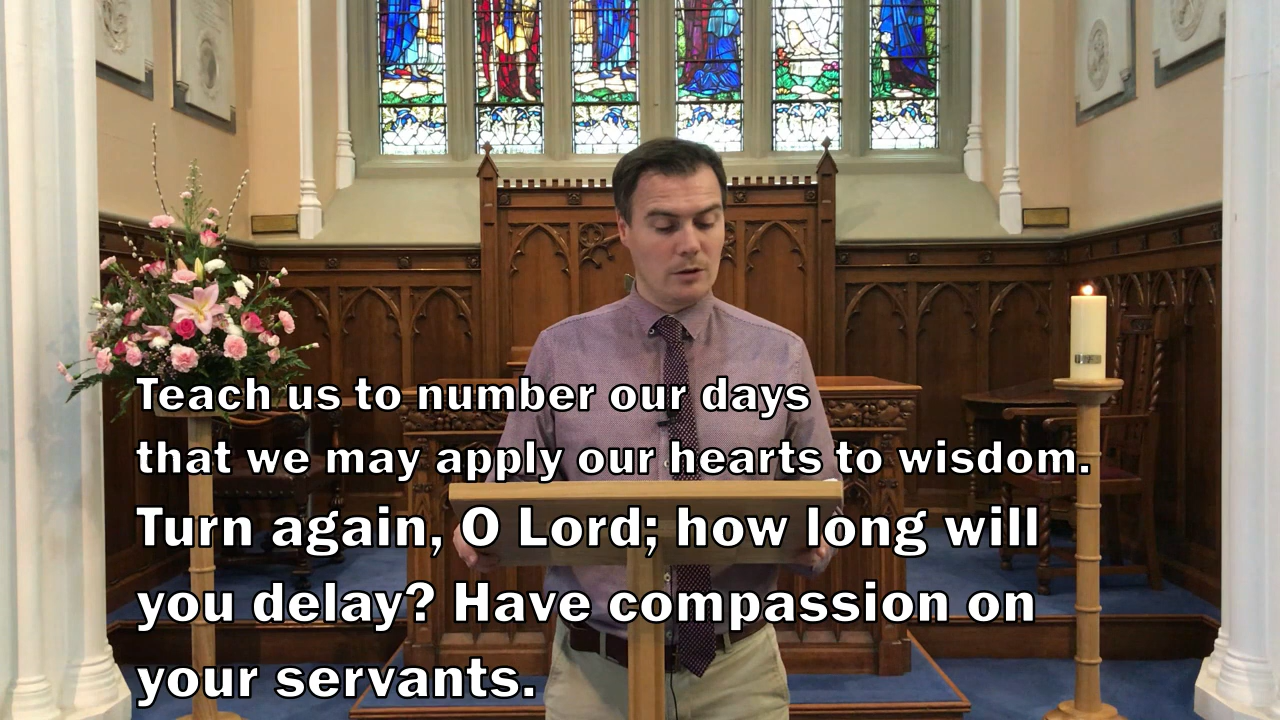 Teach us to number our days
that we may apply our hearts to wisdom.
Turn again, O Lord; how long will
you delay? Have compassion on
your servants.